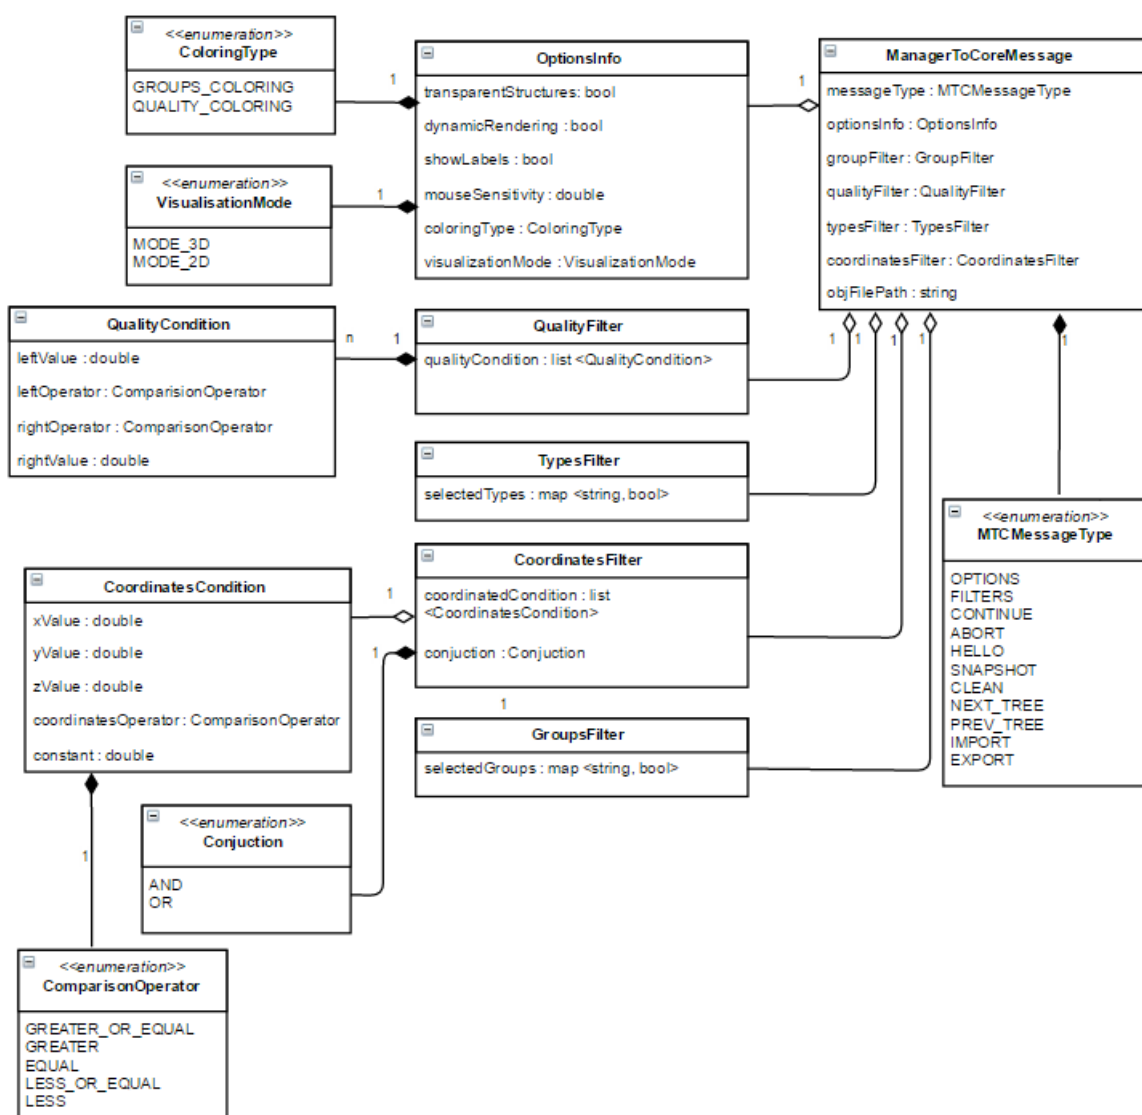 <<enumeration>>
ColoringType
GROUPS_COLORING
QUALITY_COLORING
1
OptionsInfo
transparentStructures: bool
dynamicRendering : bool
showLabels : bool
mouseSensitivity : double
coloringType : ColoringType
visualizationMode : VisualizationMode
1
ManagerToCoreMessage
messageType : MTCMessageType
optionsInfo : OptionsInfo
groupFilter : GroupFilter
qualityFilter : QualityFilter
typesFilter : TypesFilter
coordinatesFilter : CoordinatesFilter
objFilePath : string
<<enumeration>>
VisualisationMode
MODE_3D
MODE_2D
1
QualityCondition
leftValue : double
leftOperator : ComparisionOperator
rightOperator : ComparisonOperator
rightValue : double
n
1
QualityFilter
qualityCondition : list <QualityCondition>
1
1
1
1
1
TypesFilter
selectedTypes : map <string, bool>
<<enumeration>>
MTCMessageType
OPTIONS
FILTERS
CONTINUE
ABORT
HELLO
SNAPSHOT
CLEAN
NEXT_TREE
PREV_TREE
IMPORT
EXPORT
CoordinatesCondition
xValue : double
yValue : double
zValue : double
coordinatesOperator : ComparisonOperator
constant : double
1
1
CoordinatesFilter
coordinatedCondition : list
<CoordinatesCondition>
conjuction : Conjuction
1
GroupsFilter
selectedGroups : map <string, bool>
<<enumeration>>
Conjuction
AND
OR
1
<<enumeration>>
ComparisonOperator
GREATER_OR_EQUAL
GREATER
EQUAL
LESS_OR_EQUAL
LESS